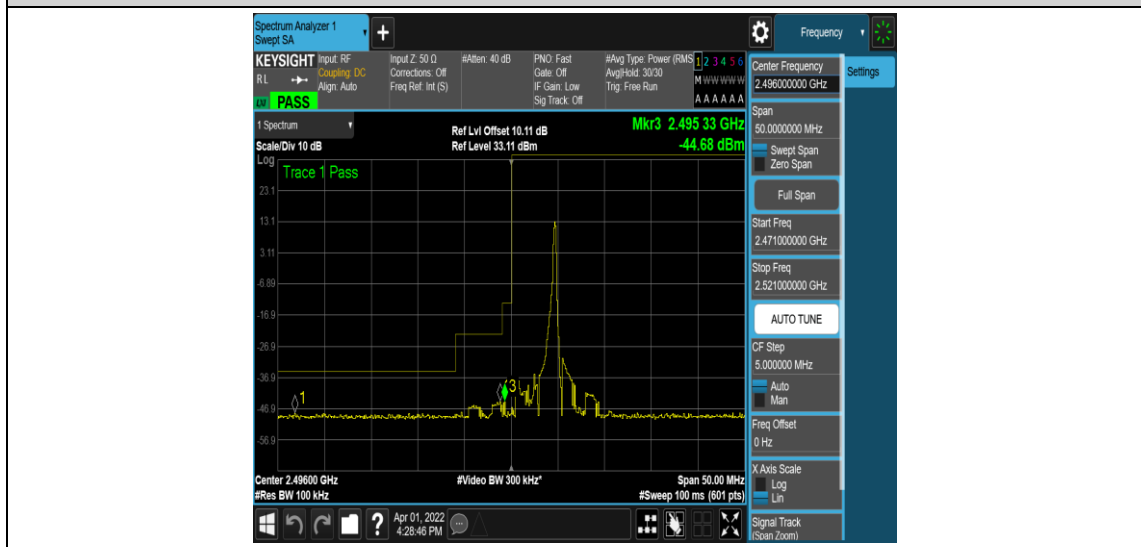 Spectrum Analyzer 1
Swept SA
+
Frequency
KEYSIGHT
RL
Input: RF
Coupling: DC
Align: Auto
Input Z: 50 Ω
Corrections: Off
Freq Ref: Int (S)
#Atten: 40 dB
PNO: Fast
Gate: Off
IF Gain: Low
Sig Track: Off
#Avg Type: Power (RMS
Avg|Hold: 30/30
Trig: Free Run
1 2 3 4 5 6
M W W W W W
A A A A A A
LXI
PASS
1 Spectrum
Scale/Div 10 dB
Ref Lvl Offset 10.11 dB
Ref Level 33.11 dBm
Mkr3 2.495 33 GHz
-44.68 dBm
Log
Trace 1 Pass
23.1
13.1
3.11
-6.89
-16.9
-26.9
-36.9
-46.9
-56.9
1
3
Center 2.49600 GHz
#Res BW 100 kHz
#Video BW 300 kHz*
Span 50.00 MHz
#Sweep 100 ms (601 pts)
?
Apr 01, 2022
4:28:46 PM
Center Frequency
2.496000000 GHz
Settings
Span
50.0000000 MHz
Swept Span
Zero Span
Full Span
Start Freq
2.471000000 GHz
Stop Freq
2.521000000 GHz
AUTO TUNE
CF Step
5.000000 MHz
Auto
Man
Freq Offset
0 Hz
X Axis Scale
Log
Lin
Signal Track
(Span Zoom)